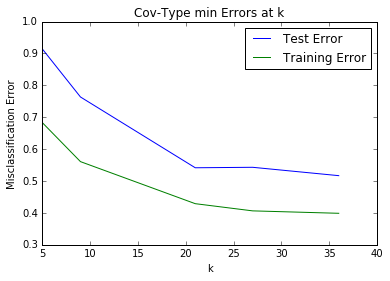 Cov-Type min Errors at k
1.0
0.9
0.8
0.7
0.6
0.5
0.4
0.3
Misclassification Error
Test Error
Training Error
5 10 15 20 25 30 35 40
k